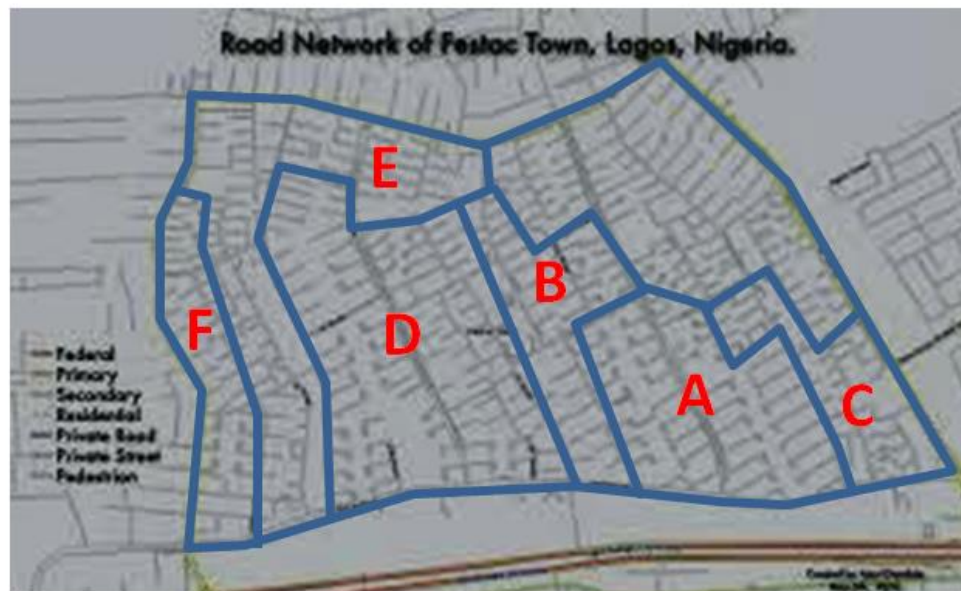 Road Network of Festac Town, Lagos, Nigeria.
E
B
F
D
A
C
Federal
Primary
Secondary
Residential
Private Road
Private Street
Pedestrian